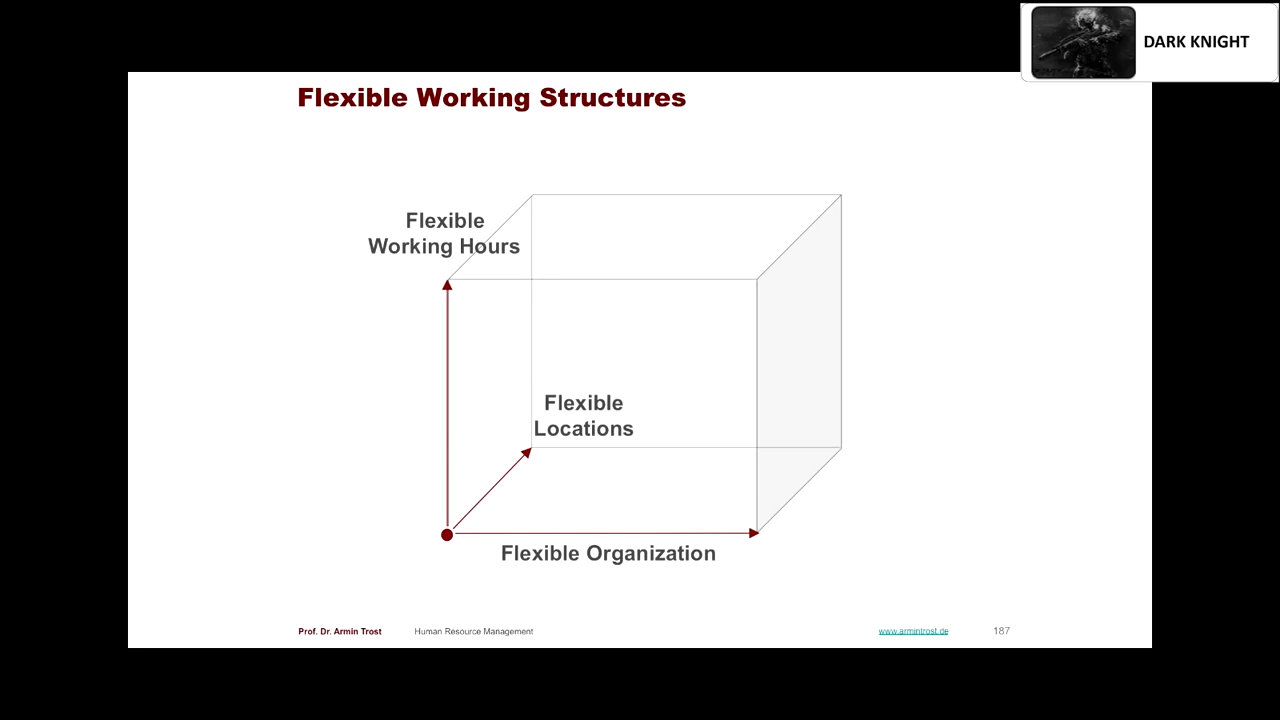 DARK KNIGHT
Flexible Working Structures
Flexible
Working Hours
Flexible
Locations
Flexible Organization
Prof. Dr. Armin Trost Human Resource Management www.armintrost.de 187